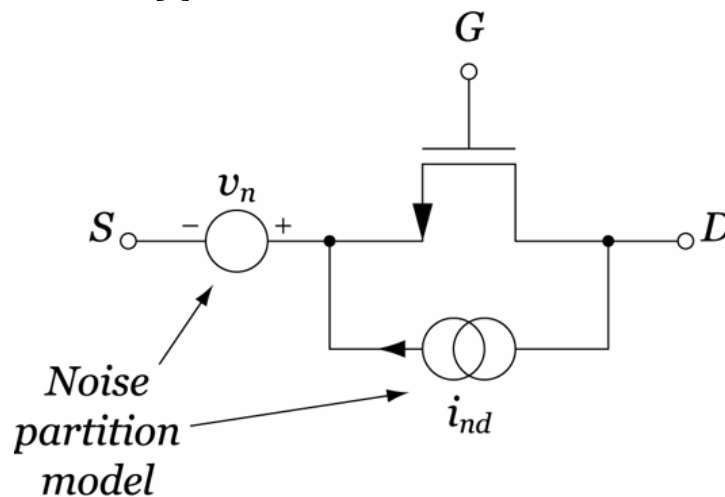 G
v_n
− +
S
D
i_nd
Noise
partition
model